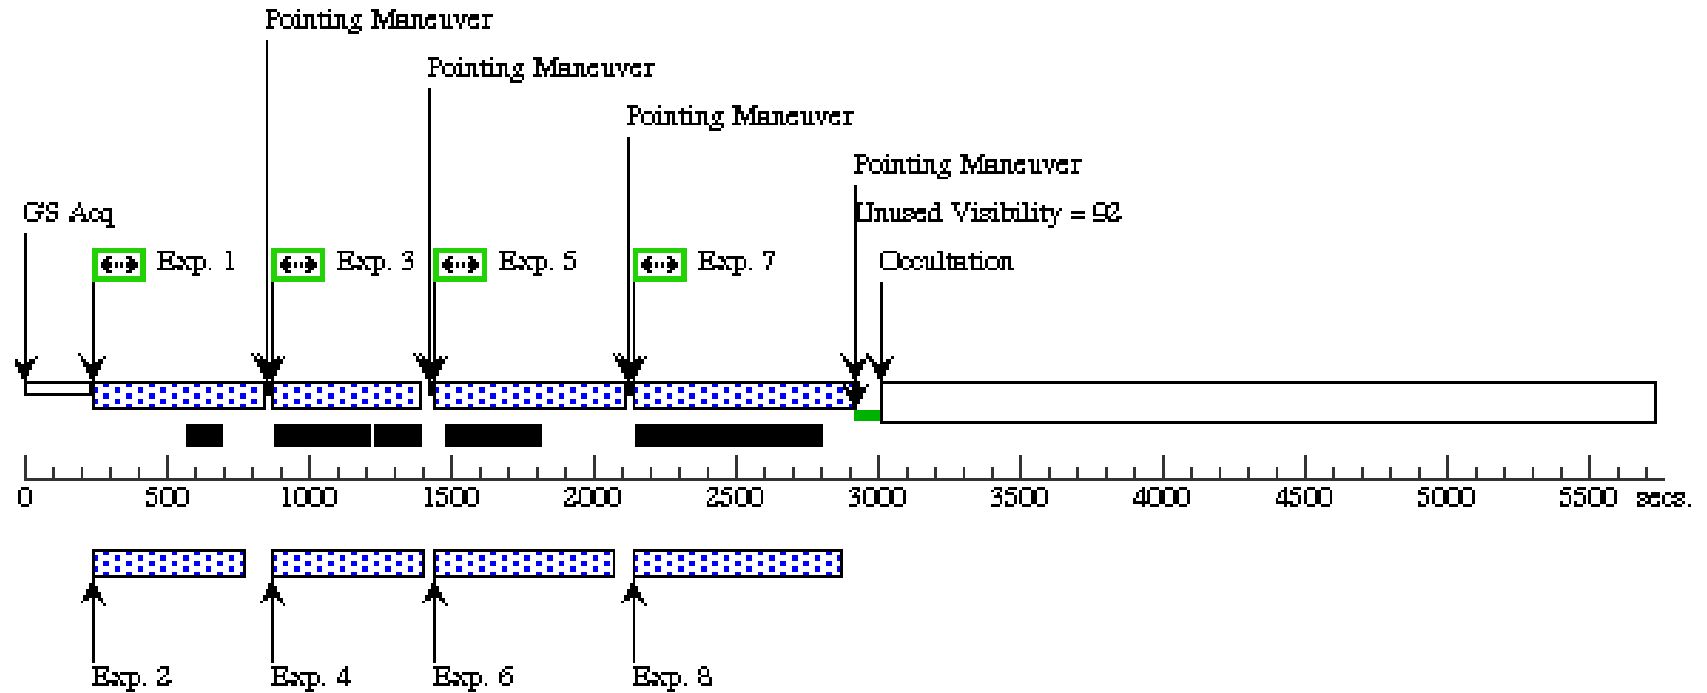 Pointing Maneuver
Pointing Maneuver
Pointing Maneuver
Pointing Maneuver
GS Acq
Unused Visibility = 92
Exp. 1
Exp. 3
Exp. 5
Exp. 7
Occultation
0 500 1000 1500 2000 2500 3000 3500 4000 4500 5000 5500 secs.
Exp. 2
Exp. 4
Exp. 6
Exp. 8